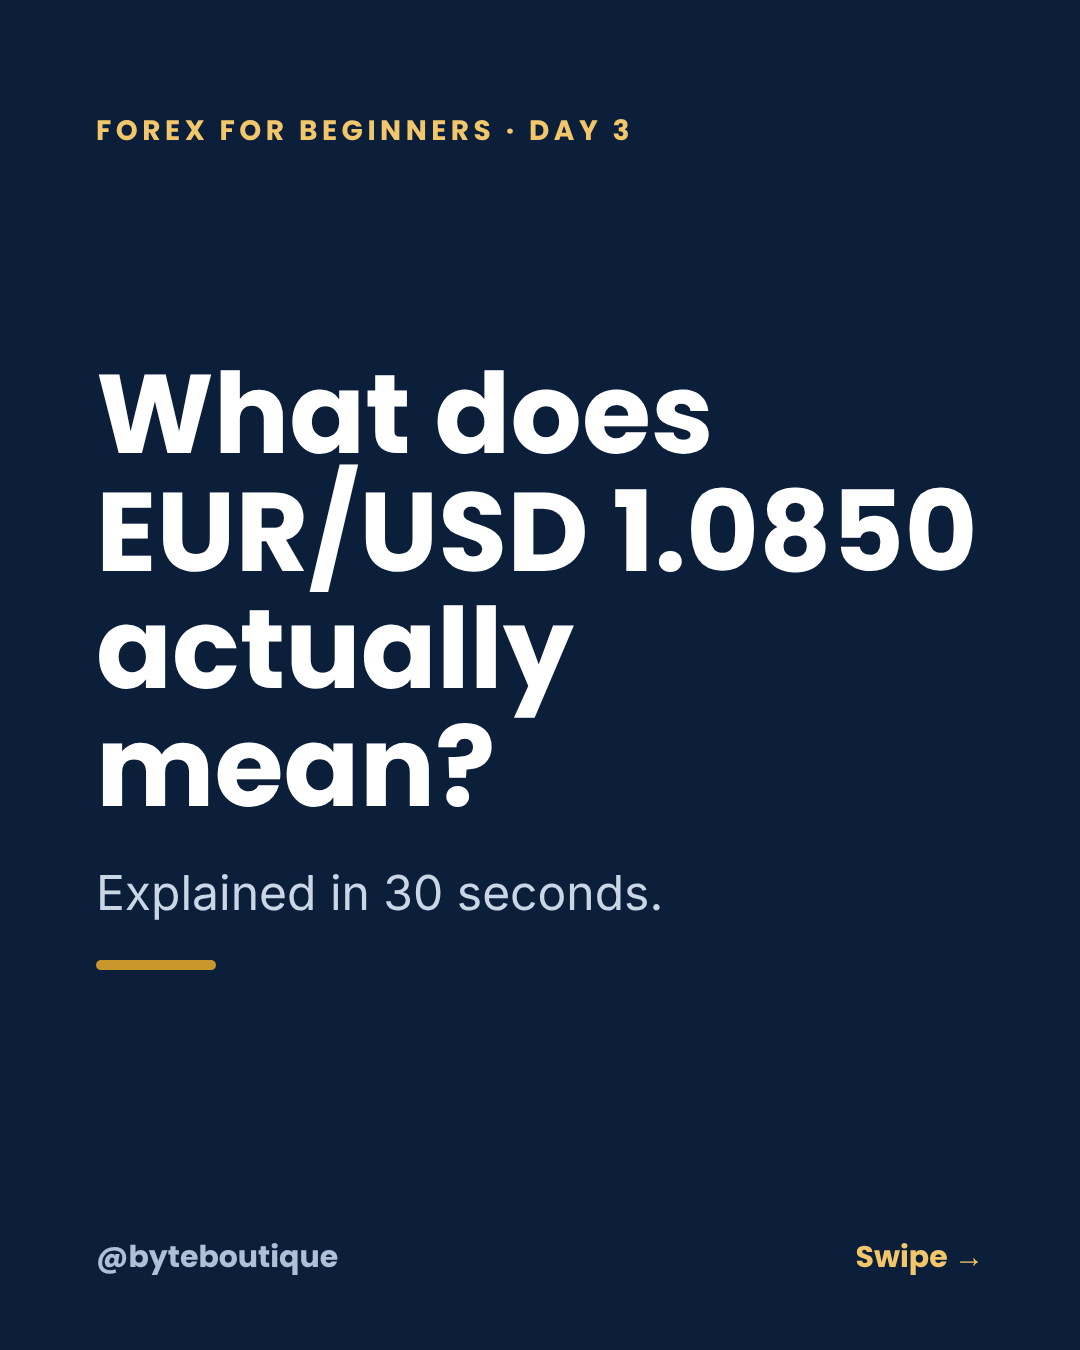 FOREX FOR BEGINNERS · DAY 3
What does
EUR/USD 1.0850
actually
mean?
Explained in 30 seconds.
@byteboutique
Swipe →